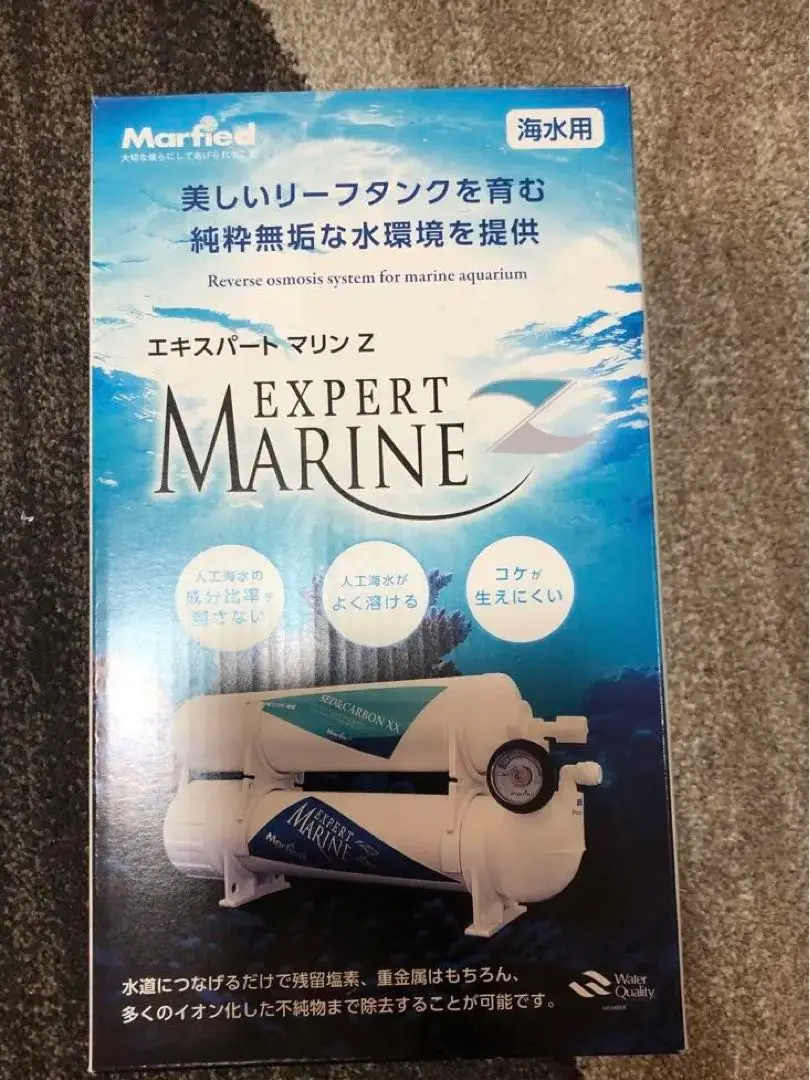 Marfied
海水用
美しいリーフタンクを育む
純粋無垢な水環境を提供
Reverse osmosis system for marine aquarium
エキスパート マリン Z
EXPERT
MARINE Z
人工海水の
成分比率を
崩さない
人工海水が
よく溶ける
コケが
生えにくい
SED&CARBON XX
Marfied
EXPERT
MARINE Z
Marfied
水道につなげるだけで残留塩素、重金属はもちろん、
多くのイオン化した不純物まで除去することが可能です。
Water
Quality
MEMBER